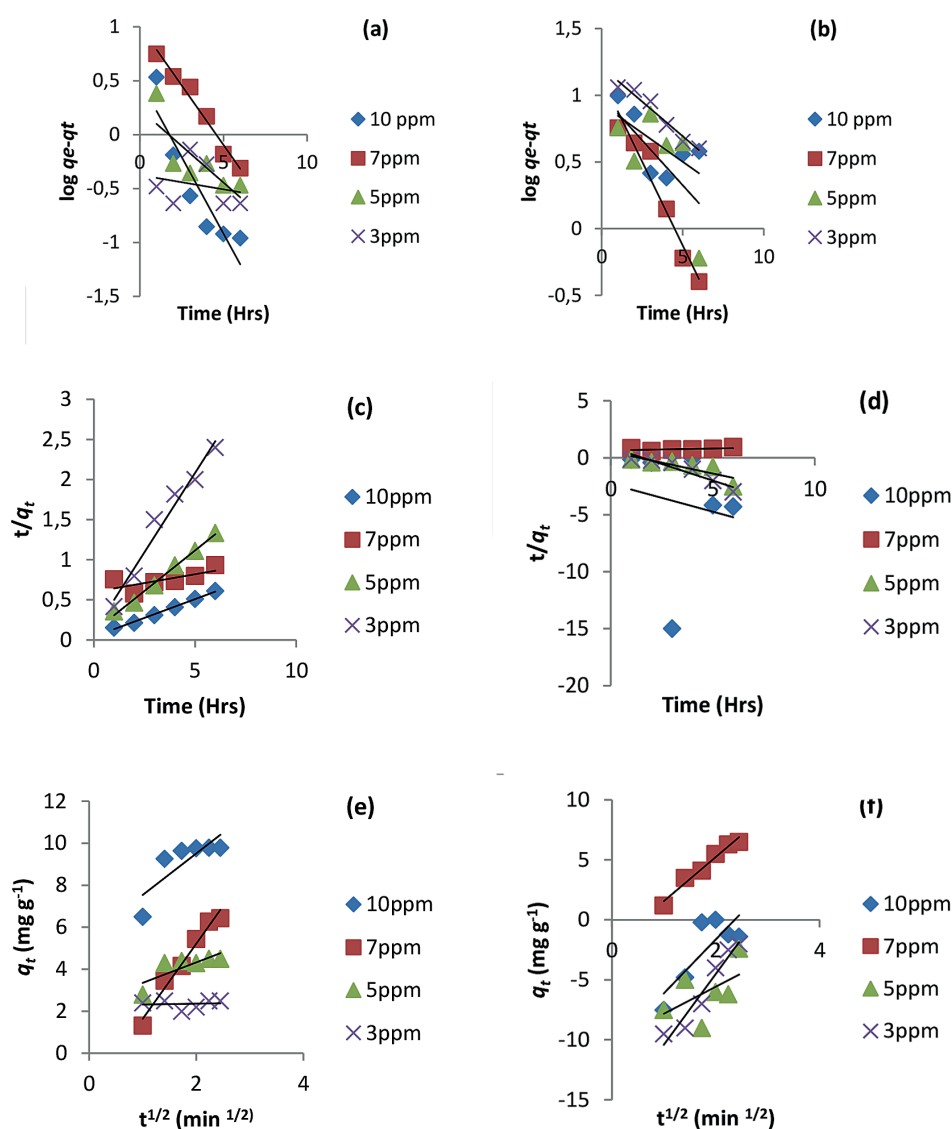 (a)
1
0,5
0
-0,5
-1
-1,5
0 5 10
log qe-qt
Time (Hrs)
10 ppm
7ppm
5ppm
3ppm
(b)
1,5
1
0,5
0
-0,5
0 5 10
log qe-qt
Time (Hrs)
10 ppm
7ppm
5ppm
3ppm
(c)
3
2,5
2
1,5
1
0,5
0
0 5 10
t/qt
Time (Hrs)
10ppm
7ppm
5ppm
3ppm
(d)
5
0
-5
-10
-15
-20
0 5 10
t/qt
Time (Hrs)
10ppm
7ppm
5ppm
3ppm
(e)
12
10
8
6
4
2
0
0 2 4
qt (mg g-1)
t1/2 (min 1/2)
10ppm
7ppm
5ppm
3ppm
(f)
10
5
0
-5
-10
-15
0 2 4
qt (mg g-1)
t1/2 (min 1/2)
10ppm
7ppm
5ppm
3ppm